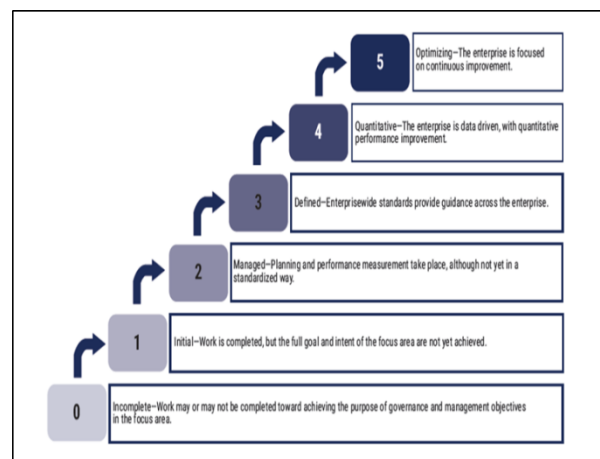 5
Optimizing—The enterprise is focused
on continuous improvement.
4
Quantitative—The enterprise is data driven, with quantitative
performance improvement.
3
Defined—Enterprisewide standards provide guidance across the enterprise.
2
Managed—Planning and performance measurement take place, although not yet in a
standardized way.
1
Initial—Work is completed, but the full goal and intent of the focus area are not yet achieved.
0
Incomplete—Work may or may not be completed toward achieving the purpose of governance and management objectives
in the focus area.